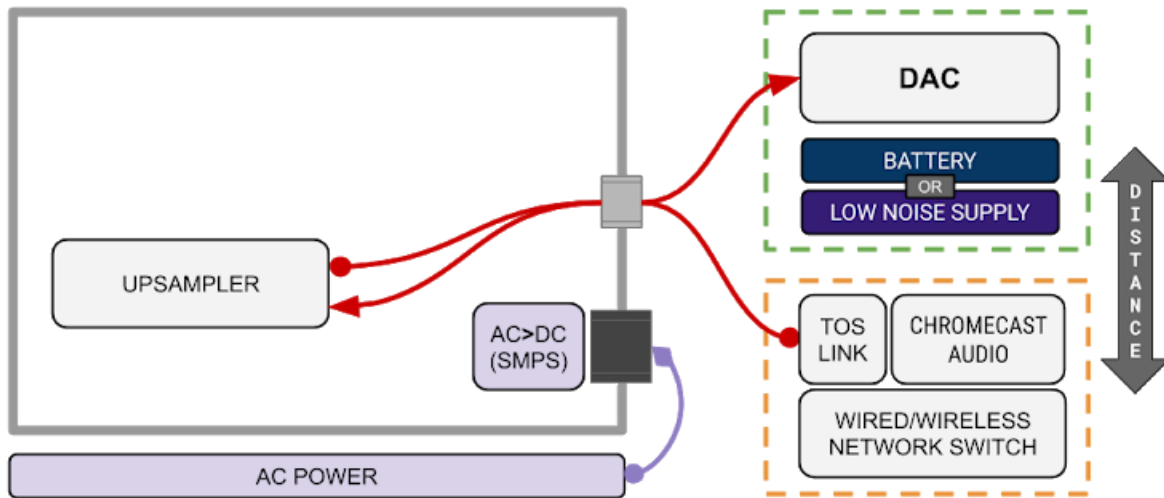 DAC
BATTERY
OR
LOW NOISE SUPPLY
DISTANCE
UPSAMPLER
AC>DC
(SMPS)
TOS
LINK
CHROMECAST
AUDIO
WIRED/WIRELESS
NETWORK SWITCH
AC POWER